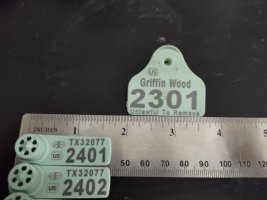 US
Griffin Wood
2301
Unlawful To Remove
INCHES 1 2 3 4
TX32077
US 2401
50 60 70 80 90 100 110 120
TX32077
US 2402